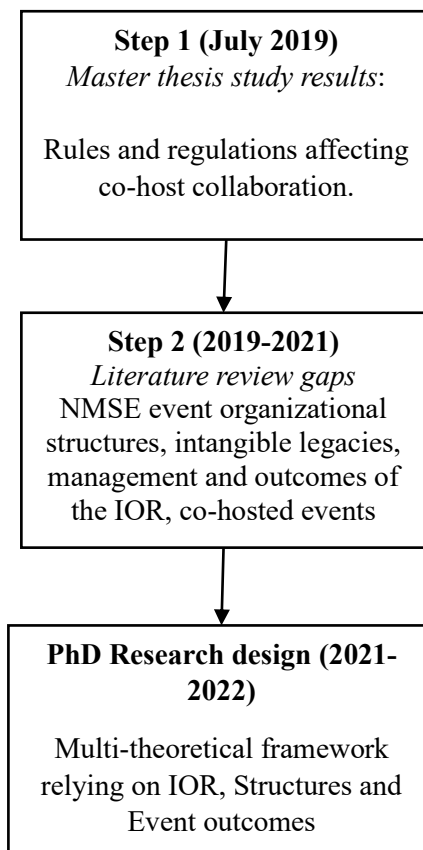 Step 1 (July 2019)
Master thesis study results:
Rules and regulations affecting
co-host collaboration.
Step 2 (2019-2021)
Literature review gaps
NMSE event organizational
structures, intangible legacies,
management and outcomes of
the IOR, co-hosted events
PhD Research design (2021-
2022)
Multi-theoretical framework
relying on IOR, Structures and
Event outcomes